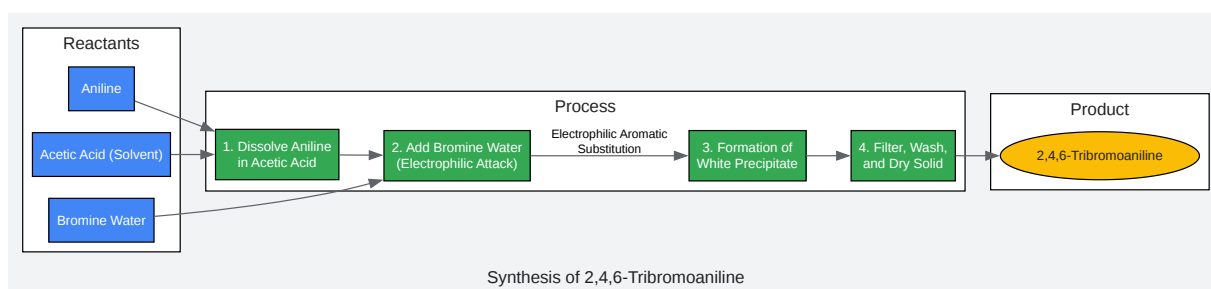 Reactants
Aniline
Acetic Acid (Solvent)
Bromine Water
Process
1. Dissolve Aniline
in Acetic Acid
2. Add Bromine Water
(Electrophilic Attack)
Electrophilic Aromatic
Substitution
3. Formation of
White Precipitate
4. Filter, Wash,
and Dry Solid
Product
2,4,6-Tribromoaniline
Synthesis of 2,4,6-Tribromoaniline